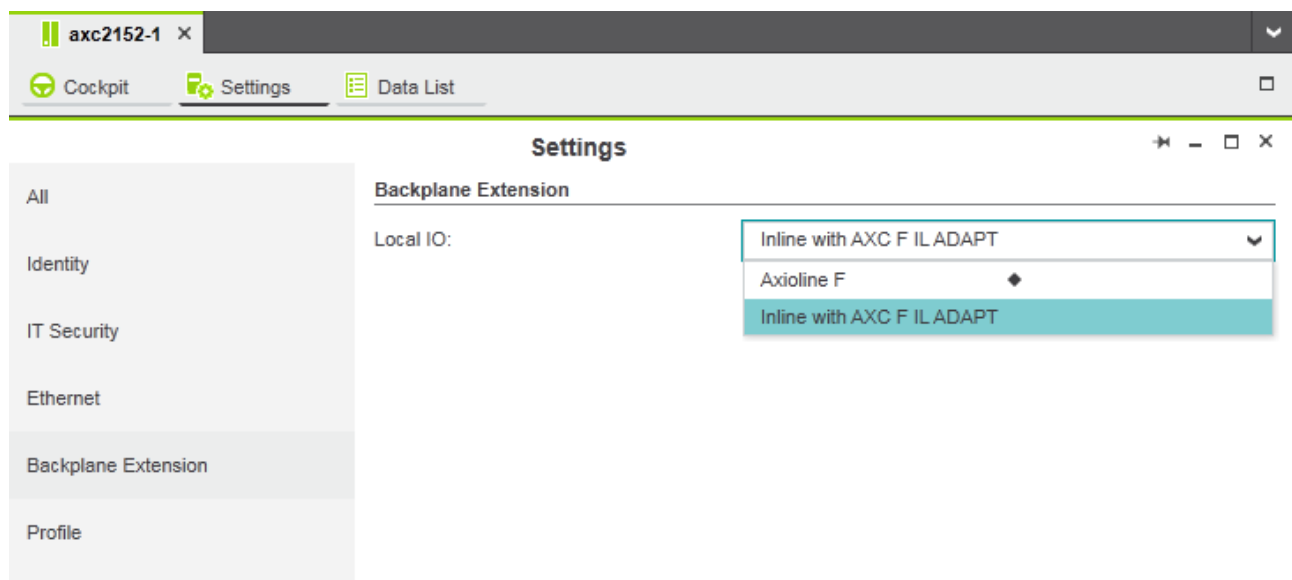 axc2152-1
Cockpit Settings Data List
Settings
All
Identity
IT Security
Ethernet
Backplane Extension
Profile
Backplane Extension
Local IO: Inline with AXC F IL ADAPT
Axioline F
Inline with AXC F IL ADAPT